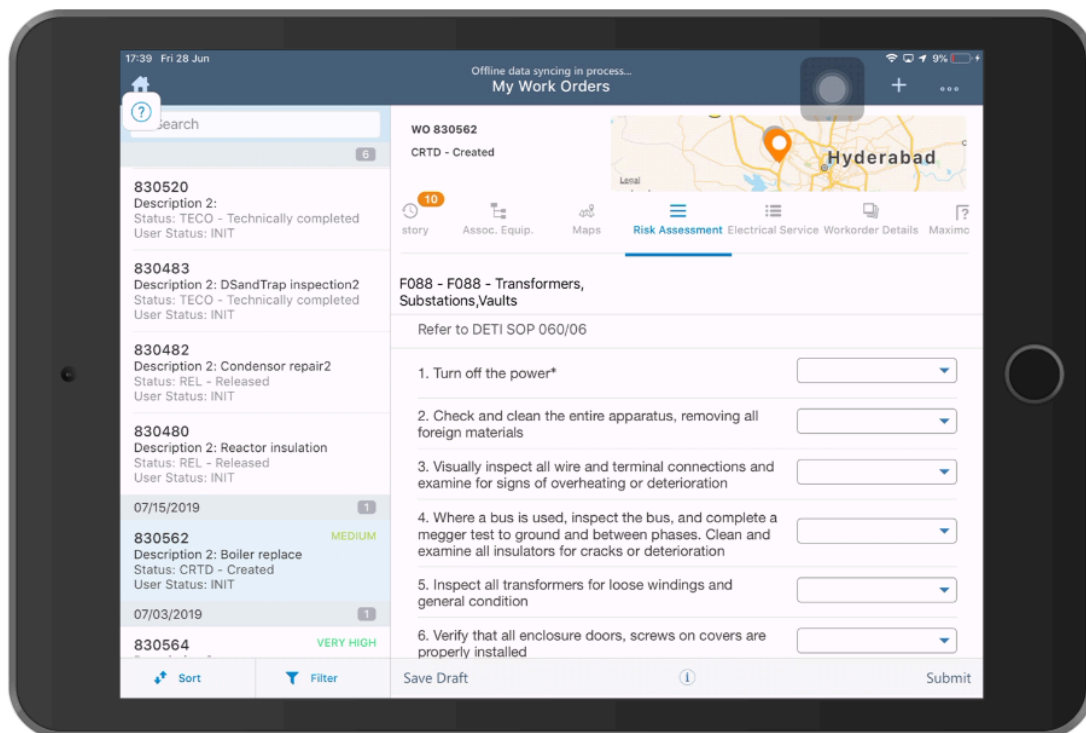 17:39 Fri 28 Jun
9%
Offline data syncing in process...
My Work Orders
Search
6
830520
Description 2:
Status: TECO - Technically completed
User Status: INIT
830483
Description 2: DSandTrap inspection2
Status: TECO - Technically completed
User Status: INIT
830482
Description 2: Condensor repair2
Status: REL - Released
User Status: INIT
830480
Description 2: Reactor insulation
Status: REL - Released
User Status: INIT
07/15/2019 1
830562 MEDIUM
Description 2: Boiler replace
Status: CRTD - Created
User Status: INIT
07/03/2019 1
830564 VERY HIGH
Sort Filter
WO 830562
CRTD - Created
Hyderabad
Legal
10
story Assoc. Equip. Maps Risk Assessment Electrical Service Workorder Details Maximo
F088 - F088 - Transformers,
Substations,Vaults
Refer to DETI SOP 060/06
1. Turn off the power*
2. Check and clean the entire apparatus, removing all
foreign materials
3. Visually inspect all wire and terminal connections and
examine for signs of overheating or deterioration
4. Where a bus is used, inspect the bus, and complete a
megger test to ground and between phases. Clean and
examine all insulators for cracks or deterioration
5. Inspect all transformers for loose windings and
general condition
6. Verify that all enclosure doors, screws on covers are
properly installed
Save Draft Submit